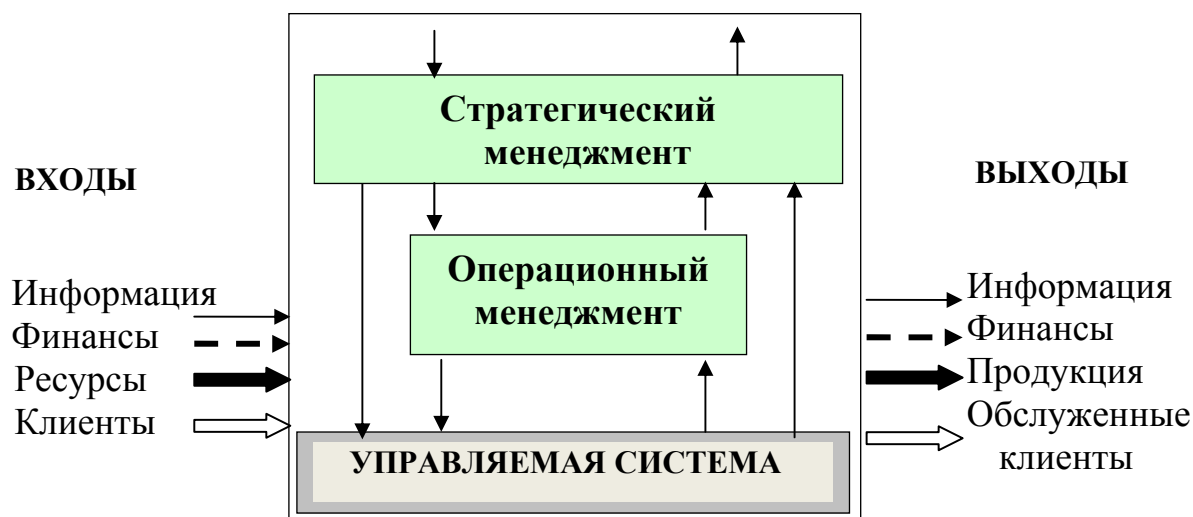 Стратегический
менеджмент
ВХОДЫ
ВЫХОДЫ
Операционный
менеджмент
Информация
Финансы
Ресурсы
Клиенты
Информация
Финансы
Продукция
Обслуженные
клиенты
УПРАВЛЯЕМАЯ СИСТЕМА